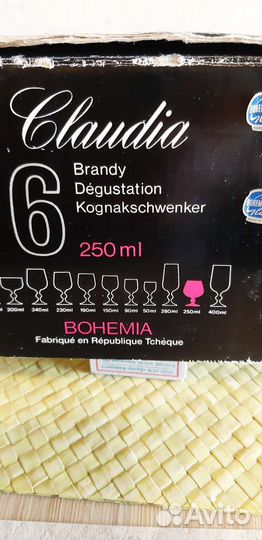 Claudia
6
Brandy
Dégustation
Kognakschwenker
250 ml
200ml 340ml 230ml 190ml 150ml 90ml 50ml 280ml 250ml 400ml
BOHEMIA
Fabriqué en République Tchèque
BOHEMIA
Avito